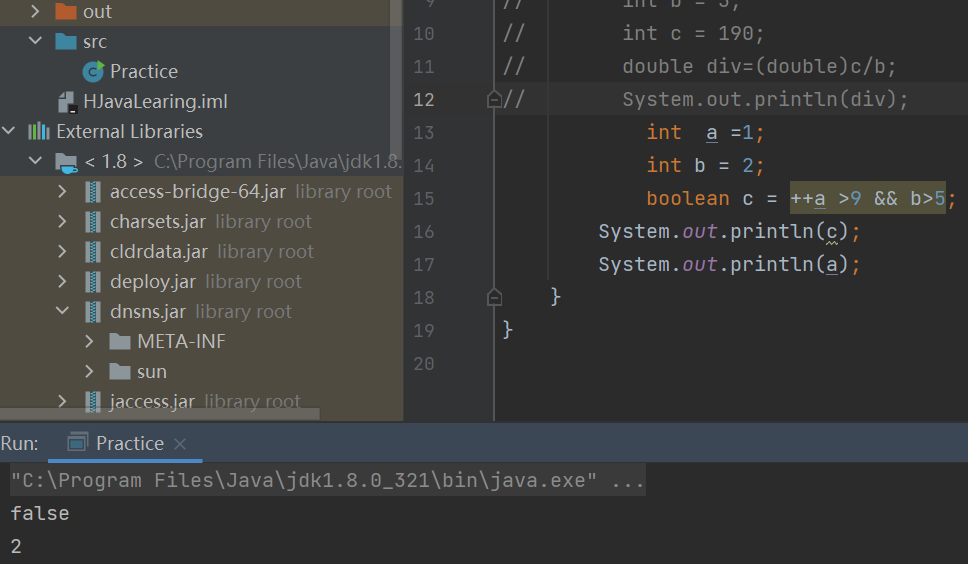 out
src
Practice
HJavaLearing.iml
External Libraries
< 1.8 > C:\Program Files\Java\jdk1.8.
access-bridge-64.jar library root
charsets.jar library root
cldrdata.jar library root
deploy.jar library root
dnsns.jar library root
META-INF
sun
jaccess.jar library root
9 // int b = 3;
10 // int c = 190;
11 // double div=(double)c/b;
12 // System.out.println(div);
13 int a =1;
14 int b = 2;
15 boolean c = ++a >9 && b>5;
16 System.out.println(c);
17 System.out.println(a);
18 }
19 }
20
Run: Practice
"C:\Program Files\Java\jdk1.8.0_321\bin\java.exe" ...
false
2